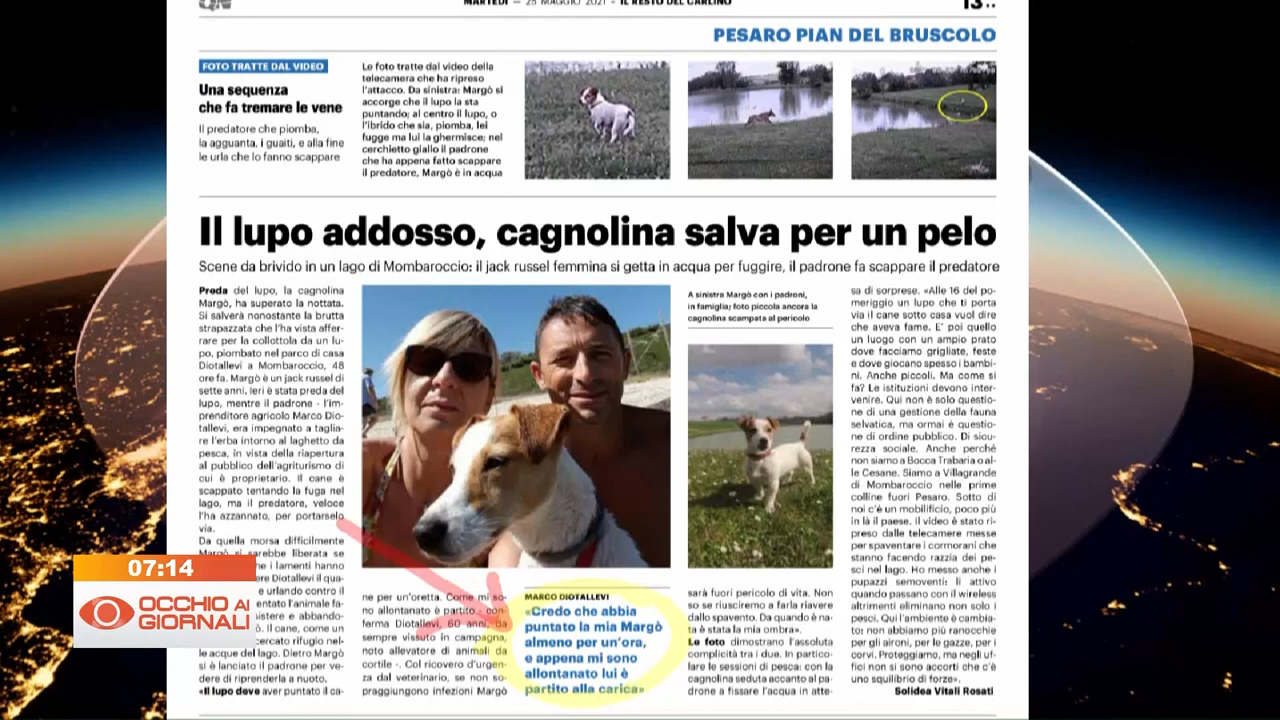 MARTEDÌ — 25 MAGGIO 2021 – IL RESTO DEL CARLINO
13..
PESARO PIAN DEL BRUSCOLO
FOTO TRATTE DAL VIDEO
Una sequenza
che fa tremare le vene
Il predatore che piomba,
la agguanta, i guaiti, e alla fine
le urla che lo fanno scappare
Le foto tratte dal video della
telecamera che ha ripreso
l'attacco. Da sinistra: Margò si
accorge che il lupo la sta
puntando; al centro il lupo, o
l'ibrido che sia, piomba, lei
fugge ma lui la ghermisce; nel
cerchietto giallo il padrone
che ha appena fatto scappare
il predatore, Margò è in acqua
Il lupo addosso, cagnolina salva per un pelo
Scene da brivido in un lago di Mombaroccio: il jack russel femmina si getta in acqua per fuggire, il padrone fa scappare il predatore
Preda del lupo, la cagnolina
Margò, ha superato la nottata.
Si salverà nonostante la brutta
strapazzata che l'ha vista affer-
rare per la collottola da un lu-
po, piombato nel parco di casa
Diotallevi a Mombaroccio, 48
ore fa. Margò è un jack russel di
sette anni. Ieri è stata preda del
lupo, mentre il padrone - l'im-
prenditore agricolo Marco Dio-
tallevi, era impegnato a taglia-
re l'erba intorno al laghetto da
pesca, in vista della riapertura
al pubblico dell'agriturismo di
cui è proprietario. Il cane è
scappato tentando la fuga nel
lago, ma il predatore, veloce
l'ha azzannato, per portarselo
via.
Da quella morsa difficilmente
Margò si sarebbe liberata se
ne i lamenti hanno
ere Diotallevi il qua-
e urlando contro il
entato l'animale fa-
istere e abbando-
ò. Il cane, come un
cercato rifugio nel-
le acque del lago. Dietro Margò
si è lanciato il padrone per ve-
dere di riprenderla a nuoto.
«Il lupo deve aver puntato il ca-
ne per un'oretta. Come mi so-
no allontanato è partito - con-
ferma Diotallevi, 60 anni, da
sempre vissuto in campagna,
noto allevatore di animali da
cortile -. Col ricovero d'urgen-
za dal veterinario, se non so-
praggiungono infezioni Margò
MARCO DIOTALLEVI
«Credo che abbia
puntato la mia Margò
almeno per un'ora,
e appena mi sono
allontanato lui è
partito alla carica»
A sinistra Margò con i padroni,
in famiglia; foto piccola ancora la
cagnolina scampata al pericolo
sarà fuori pericolo di vita. Non
so se riusciremo a farla riavere
dallo spavento. Da quando è na-
ta è stata la mia ombra».
Le foto dimostrano l'assoluta
complicità tra i due. In partico-
lare le sessioni di pesca: con la
cagnolina seduta accanto al pa-
drone a fissare l'acqua in atte-
sa di sorprese. «Alle 16 del po-
meriggio un lupo che ti porta
via il cane sotto casa vuol dire
che aveva fame. E' poi quello
un luogo con un ampio prato
dove facciamo grigliate, feste
e dove giocano spesso i bambi-
ni. Anche piccoli. Ma come si
fa? Le istituzioni devono inter-
venire. Qui non è solo questio-
ne di una gestione della fauna
selvatica, ma ormai è questio-
ne di ordine pubblico. Di sicu-
rezza sociale. Anche perché
non siamo a Bocca Trabaria o al-
le Cesane. Siamo a Villagrande
di Mombaroccio nelle prime
colline fuori Pesaro. Sotto di
noi c'è un mobilificio, poco più
in là il paese. Il video è stato ri-
preso dalle telecamere messe
per spaventare i cormorani che
stanno facendo razzia dei pe-
sci nel lago. Ho messo anche i
pupazzi semoventi: li attivo
quando passano con il wireless
altrimenti eliminano non solo i
pesci. Qui l'ambiente è cambia-
to: non abbiamo più ranocchie
per gli aironi, per le gazze, per i
corvi. Proteggiamo, ma negli uf-
fici non si sono accorti che c'è
uno squilibrio di forze».
Solidea Vitali Rosati
07:14
OCCHIO AI
GIORNALI